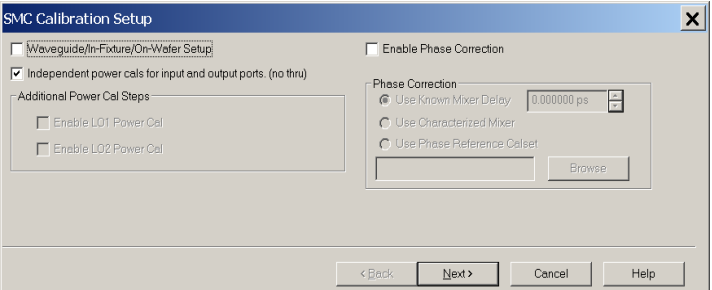 SMC Calibration Setup
Waveguide/In-Fixture/On-Wafer Setup
Independent power cals for input and output ports. (no thru)
Additional Power Cal Steps
Enable LO1 Power Cal
Enable LO2 Power Cal
Enable Phase Correction
Phase Correction
Use Known Mixer Delay 0.000000 ps
Use Characterized Mixer
Use Phase Reference Calset
Browse
< Back Next > Cancel Help